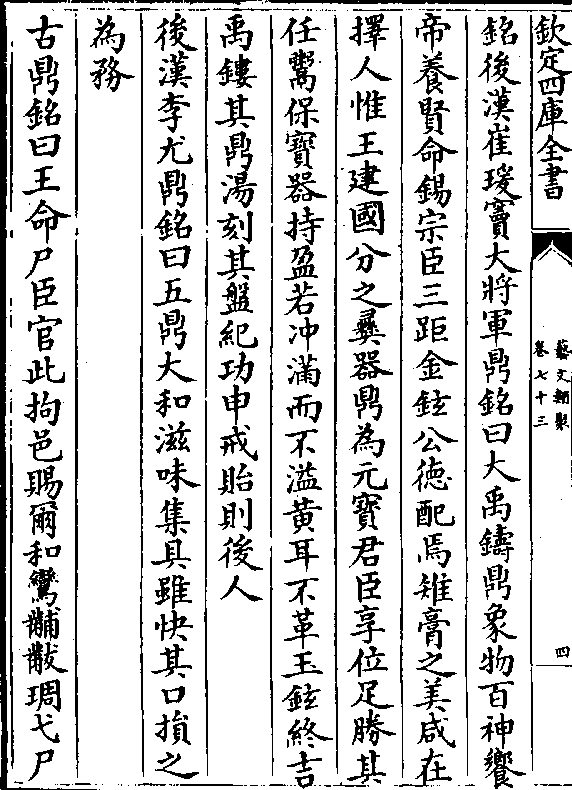 欽定四庫全書
藝文類聚
卷七十三
四
銘後漢崔瑗竇大將軍鼎銘曰大禹鑄鼎象物百神饗
帝養賢命錫宗臣三距金鉉公德配焉雉膏之美咸在
擇人惟王建國分之彞器鼎為元寶君臣享位足勝其
任鬻保寶器持盈若冲滿而不溢黄耳不革玉鉉終吉
禹鏤其鼎湯刻其盤紀功申戒貽則後人
後漢李尤鼎銘曰五鼎大和滋味集具雖快其口損之
為務
古鼎銘曰王命尸臣官此拘邑賜爾和鸞黼黻琱戈尸